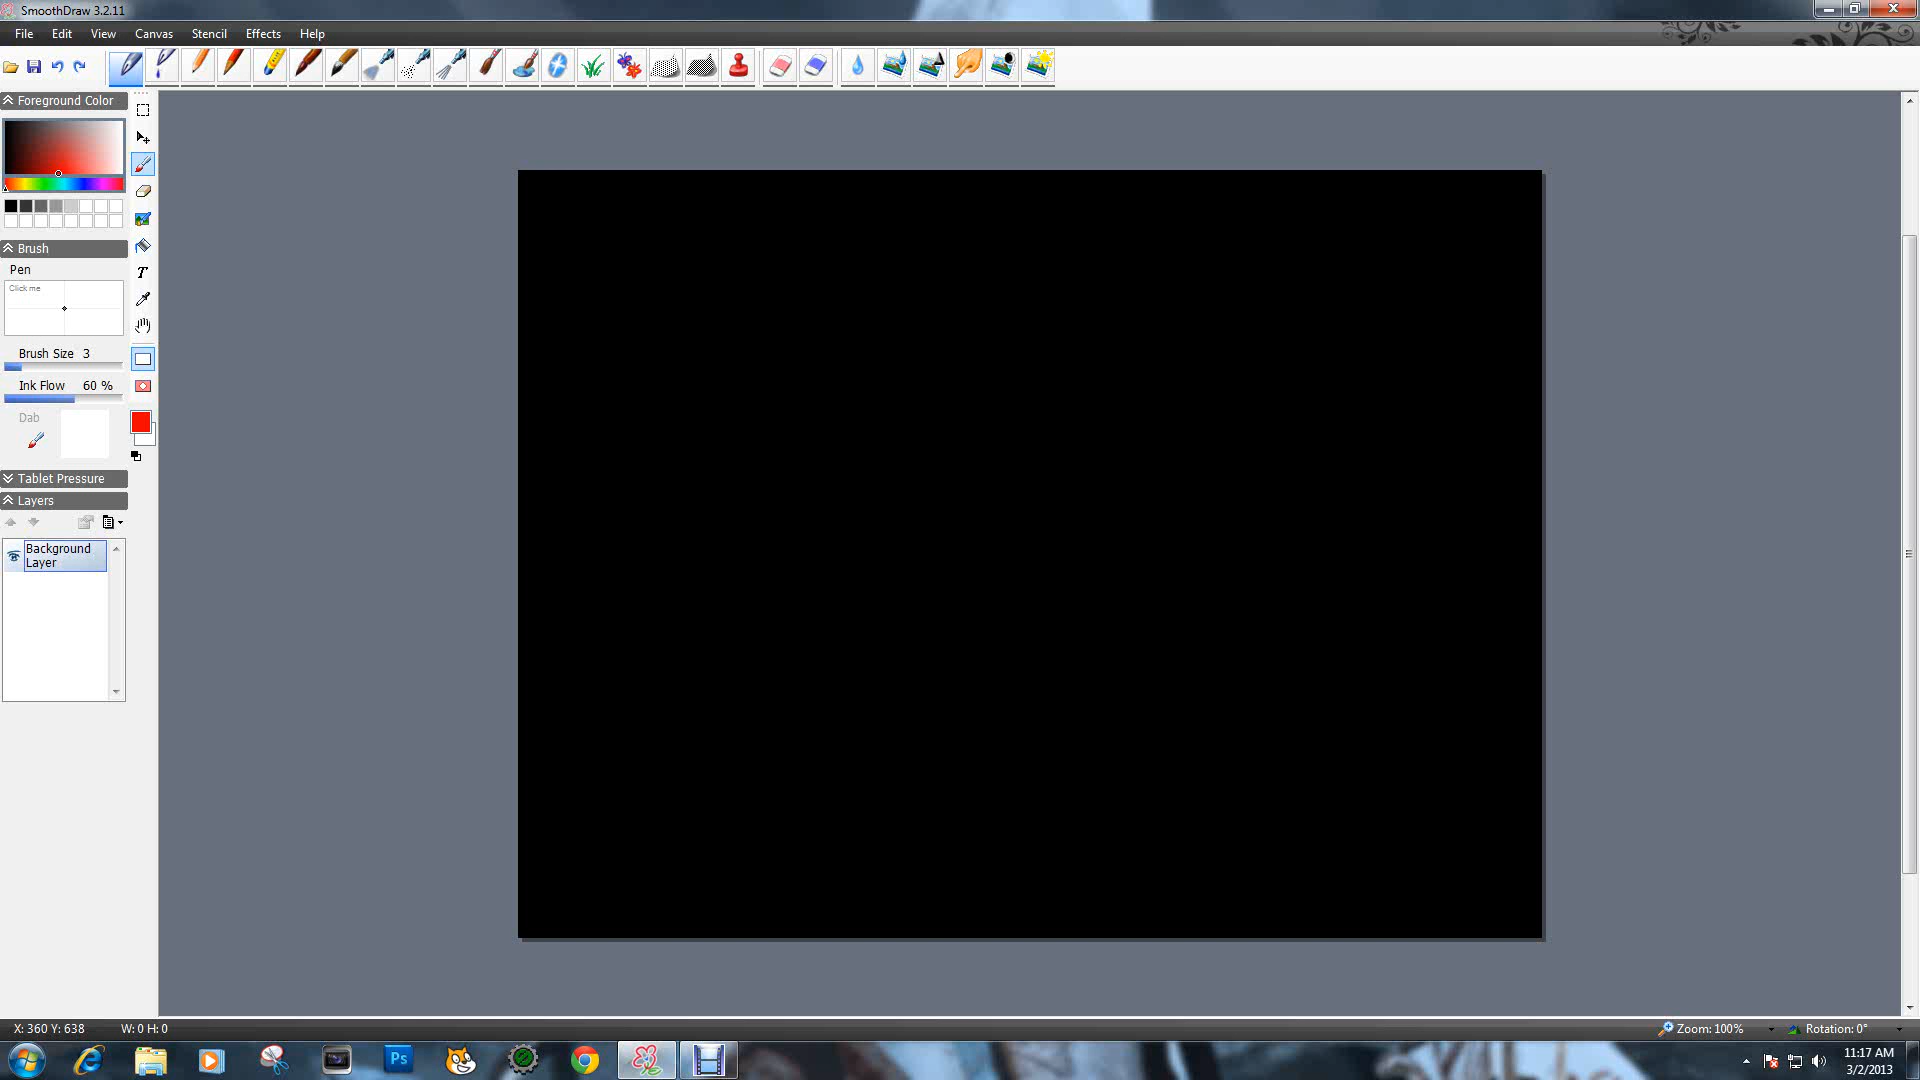 SmoothDraw 3.2.11
File Edit View Canvas Stencil Effects Help
Foreground Color
Brush
Pen
Click me
Brush Size 3
Ink Flow 60 %
Dab
Tablet Pressure
Layers
Background
Layer
T
X: 360 Y: 638 W: 0 H: 0
Zoom: 100% Rotation: 0°
Ps
11:17 AM
3/2/2013